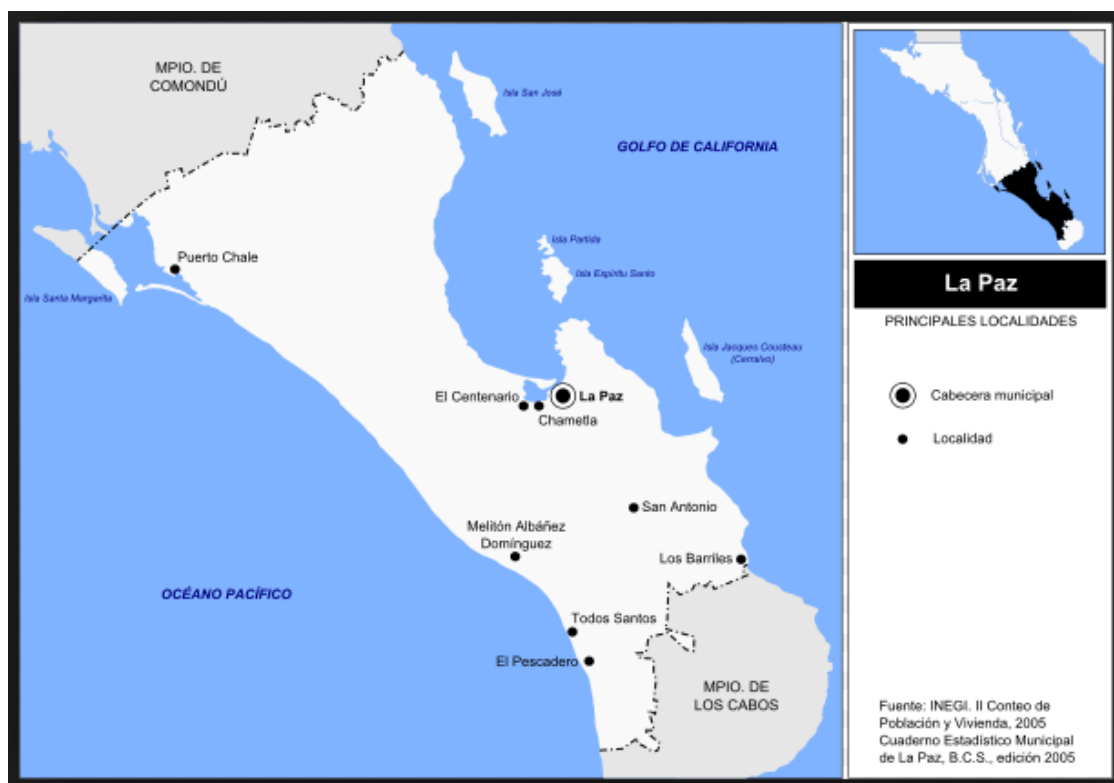 MPIO. DE
COMONDÚ
Isla San José
GOLFO DE CALIFORNIA
Isla Partida
Isla Espíritu Santo
Puerto Chale
Isla Santa Margarita
Isla Jacques Cousteau
(Cerralvo)
El Centenario
La Paz
Chametla
San Antonio
Melitón Albáñez
Domínguez
Los Barriles
OCÉANO PACÍFICO
Todos Santos
El Pescadero
MPIO. DE
LOS CABOS
La Paz
PRINCIPALES LOCALIDADES
Cabecera municipal
Localidad
Fuente: INEGI. II Conteo de
Población y Vivienda, 2005
Cuaderno Estadístico Municipal
de La Paz, B.C.S., edición 2005